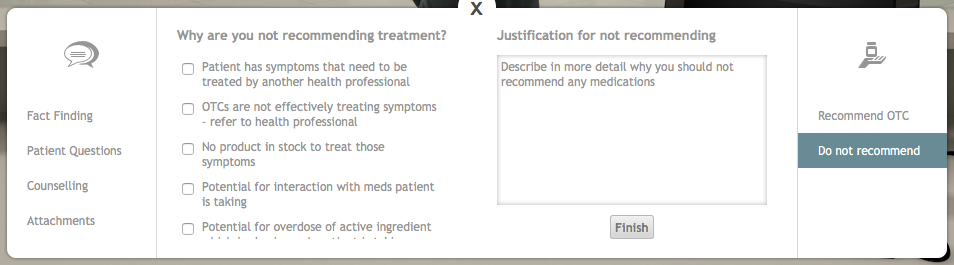 X
Fact Finding
Patient Questions
Counselling
Attachments
Why are you not recommending treatment?
Patient has symptoms that need to be
treated by another health professional
OTCs are not effectively treating symptoms
- refer to health professional
No product in stock to treat those
symptoms
Potential for interaction with meds patient
is taking
Potential for overdose of active ingredient
Justification for not recommending
Describe in more detail why you should not
recommend any medications
Finish
Recommend OTC
Do not recommend